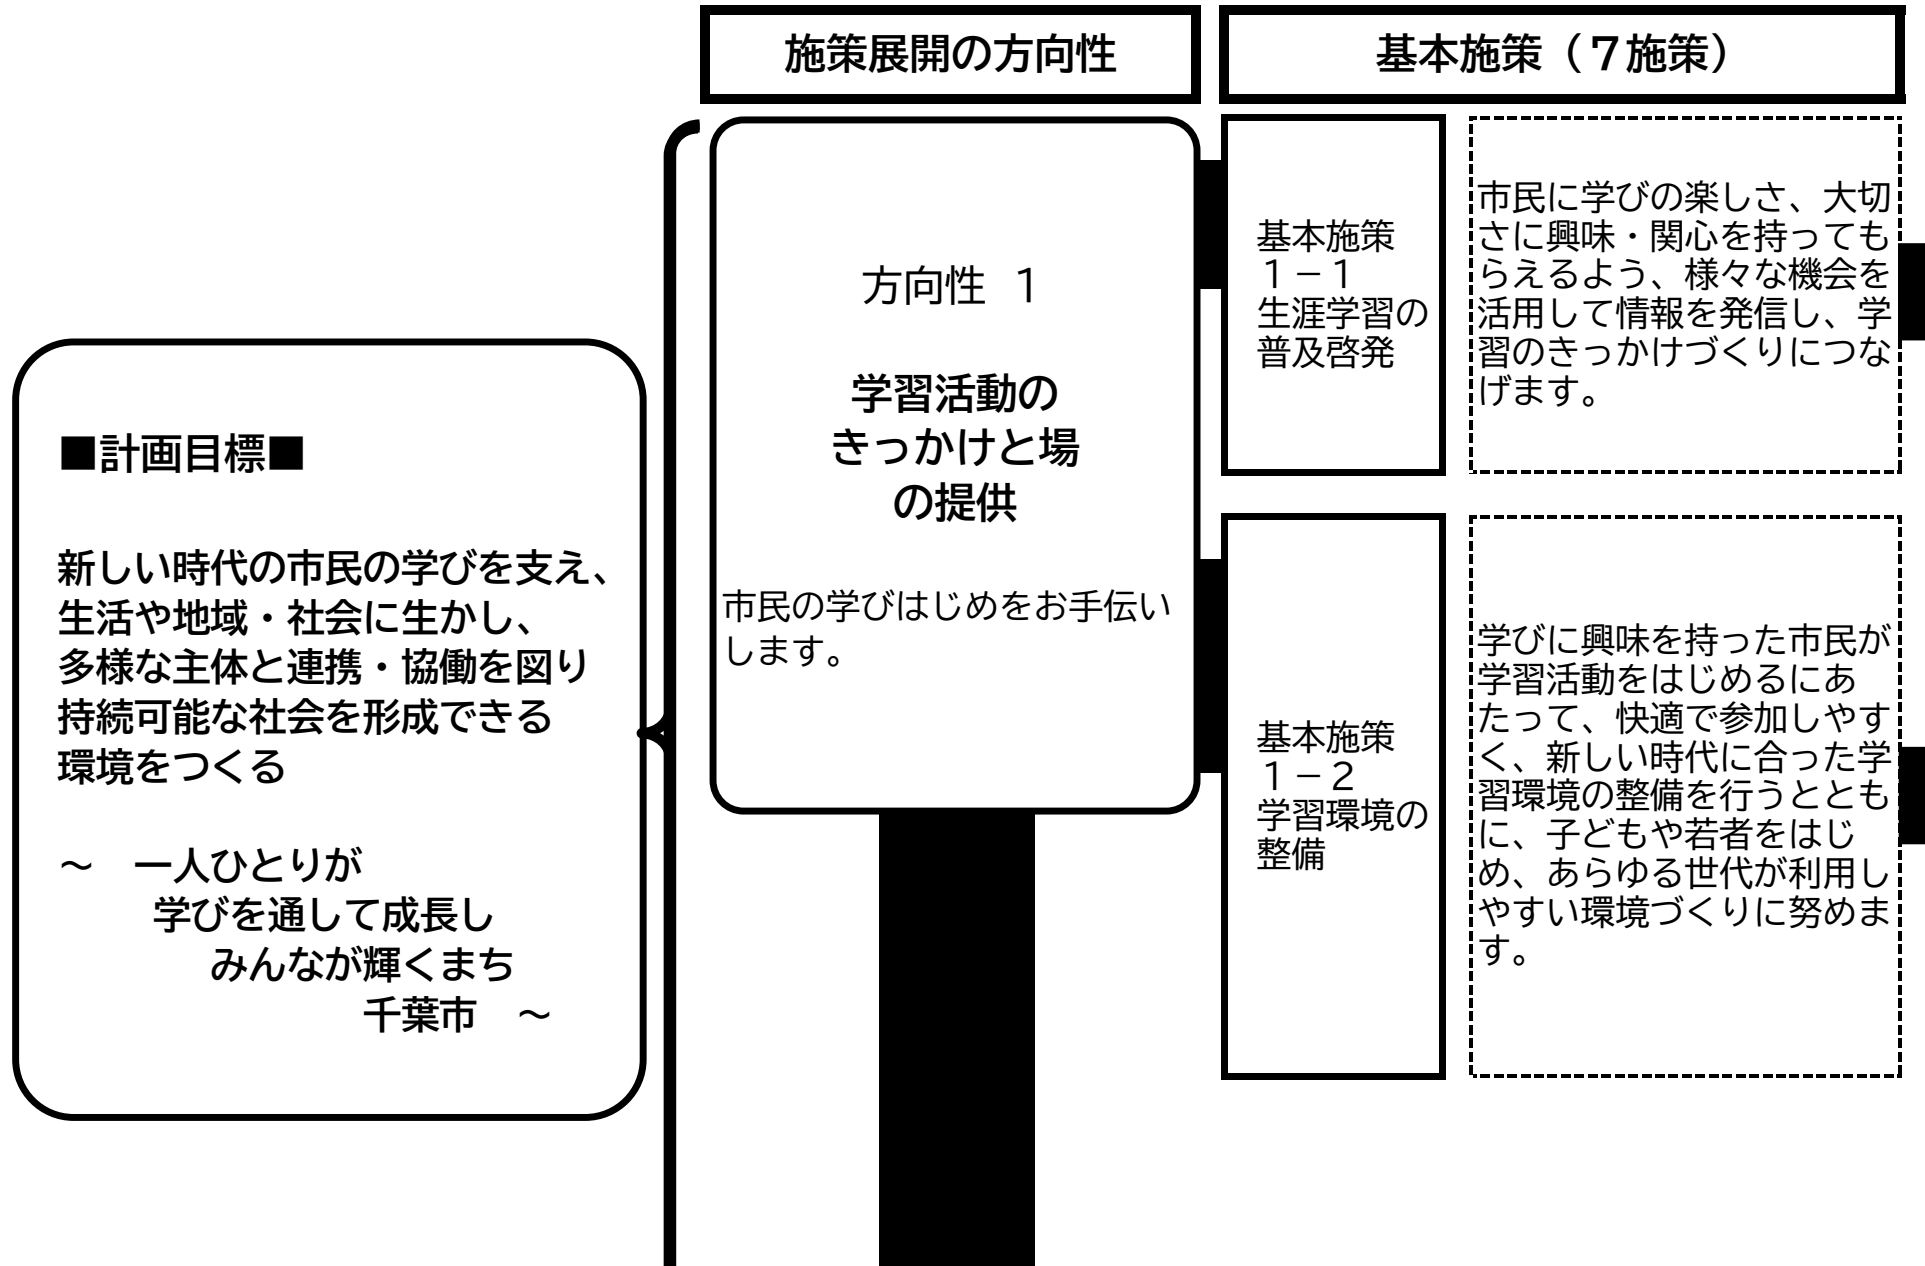 施策展開の方向性
基本施策（７施策）
■計画目標■
新しい時代の市民の学びを支え、
生活や地域・社会に生かし、
多様な主体と連携・協働を図り
持続可能な社会を形成できる
環境をつくる
～　一人ひとりが
学びを通して成長し
みんなが輝くまち
千葉市　～
方向性　１
学習活動の
きっかけと場
の提供
市民の学びはじめをお手伝い
します。
基本施策
１－１
生涯学習の
普及啓発
市民に学びの楽しさ、大切
さに興味・関心を持っても
らえるよう、様々な機会を
活用して情報を発信し、学
習のきっかけづくりにつな
げます。
基本施策
１－２
学習環境の
整備
学びに興味を持った市民が
学習活動をはじめるにあ
たって、快適で参加しやす
く、新しい時代に合った学
習環境の整備を行うととも
に、子どもや若者をはじ
め、あらゆる世代が利用し
やすい環境づくりに努めま
す。